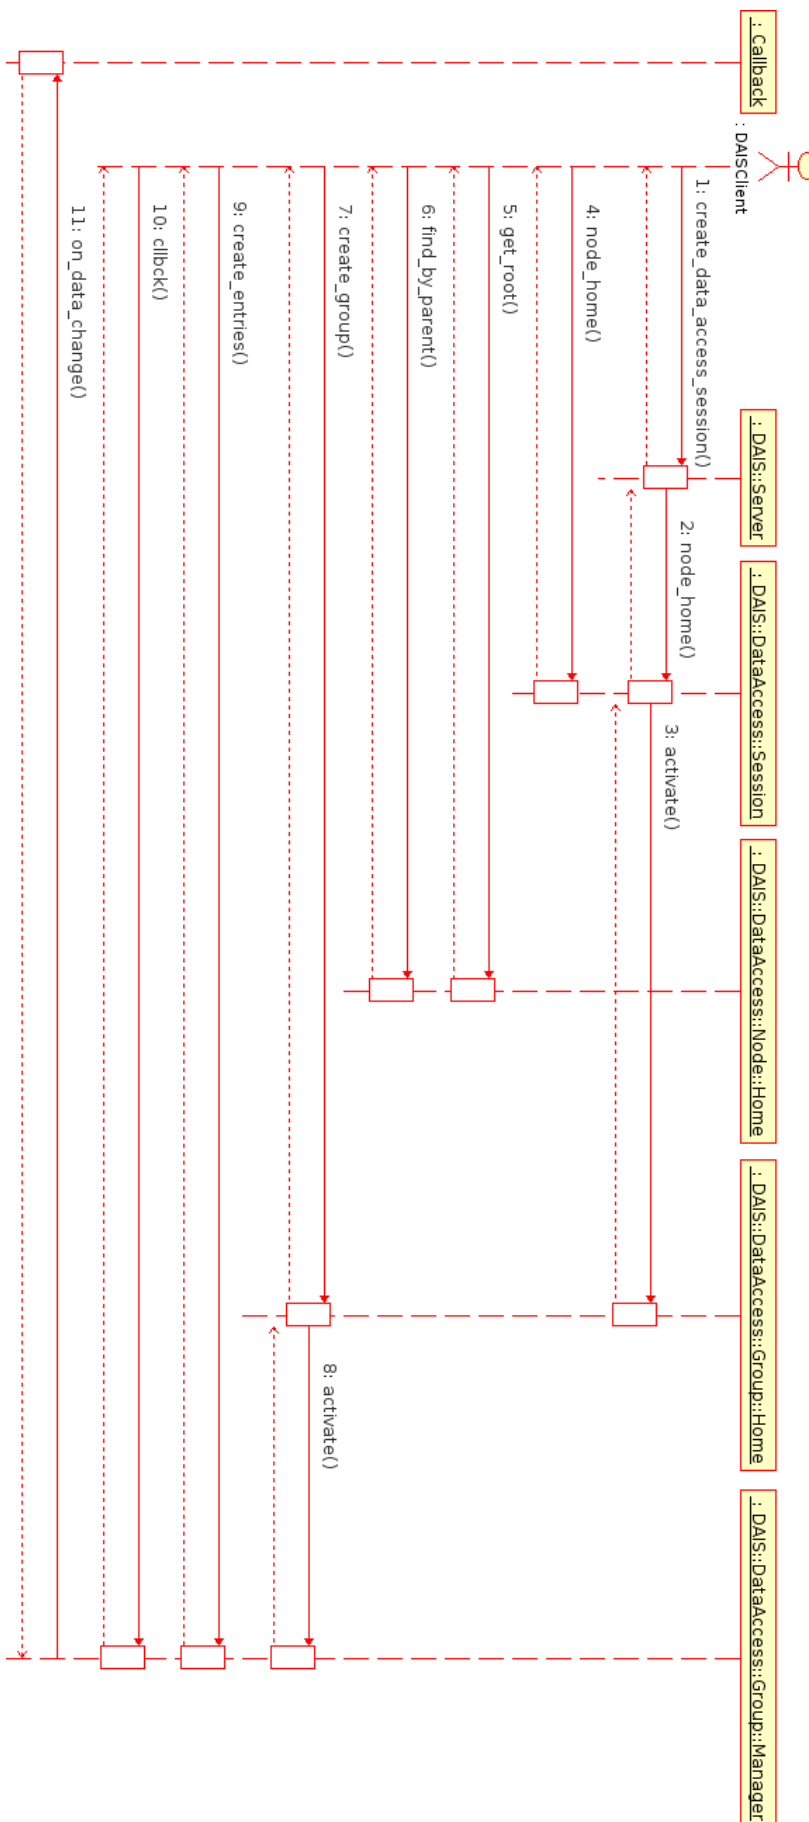 : Callback
: DAISClient
: DAIS::Server
: DAIS::DataAccess::Session
: DAIS::DataAccess::Node::Home
: DAIS::DataAccess::Group::Home
: DAIS::DataAccess::Group::Manager
1: create_data_access_session()
2: node_home()
3: activate()
4: node_home()
5: get_root()
6: find_by_parent()
7: create_group()
8: activate()
9: create_entries()
10: cllbck()
11: on_data_change()